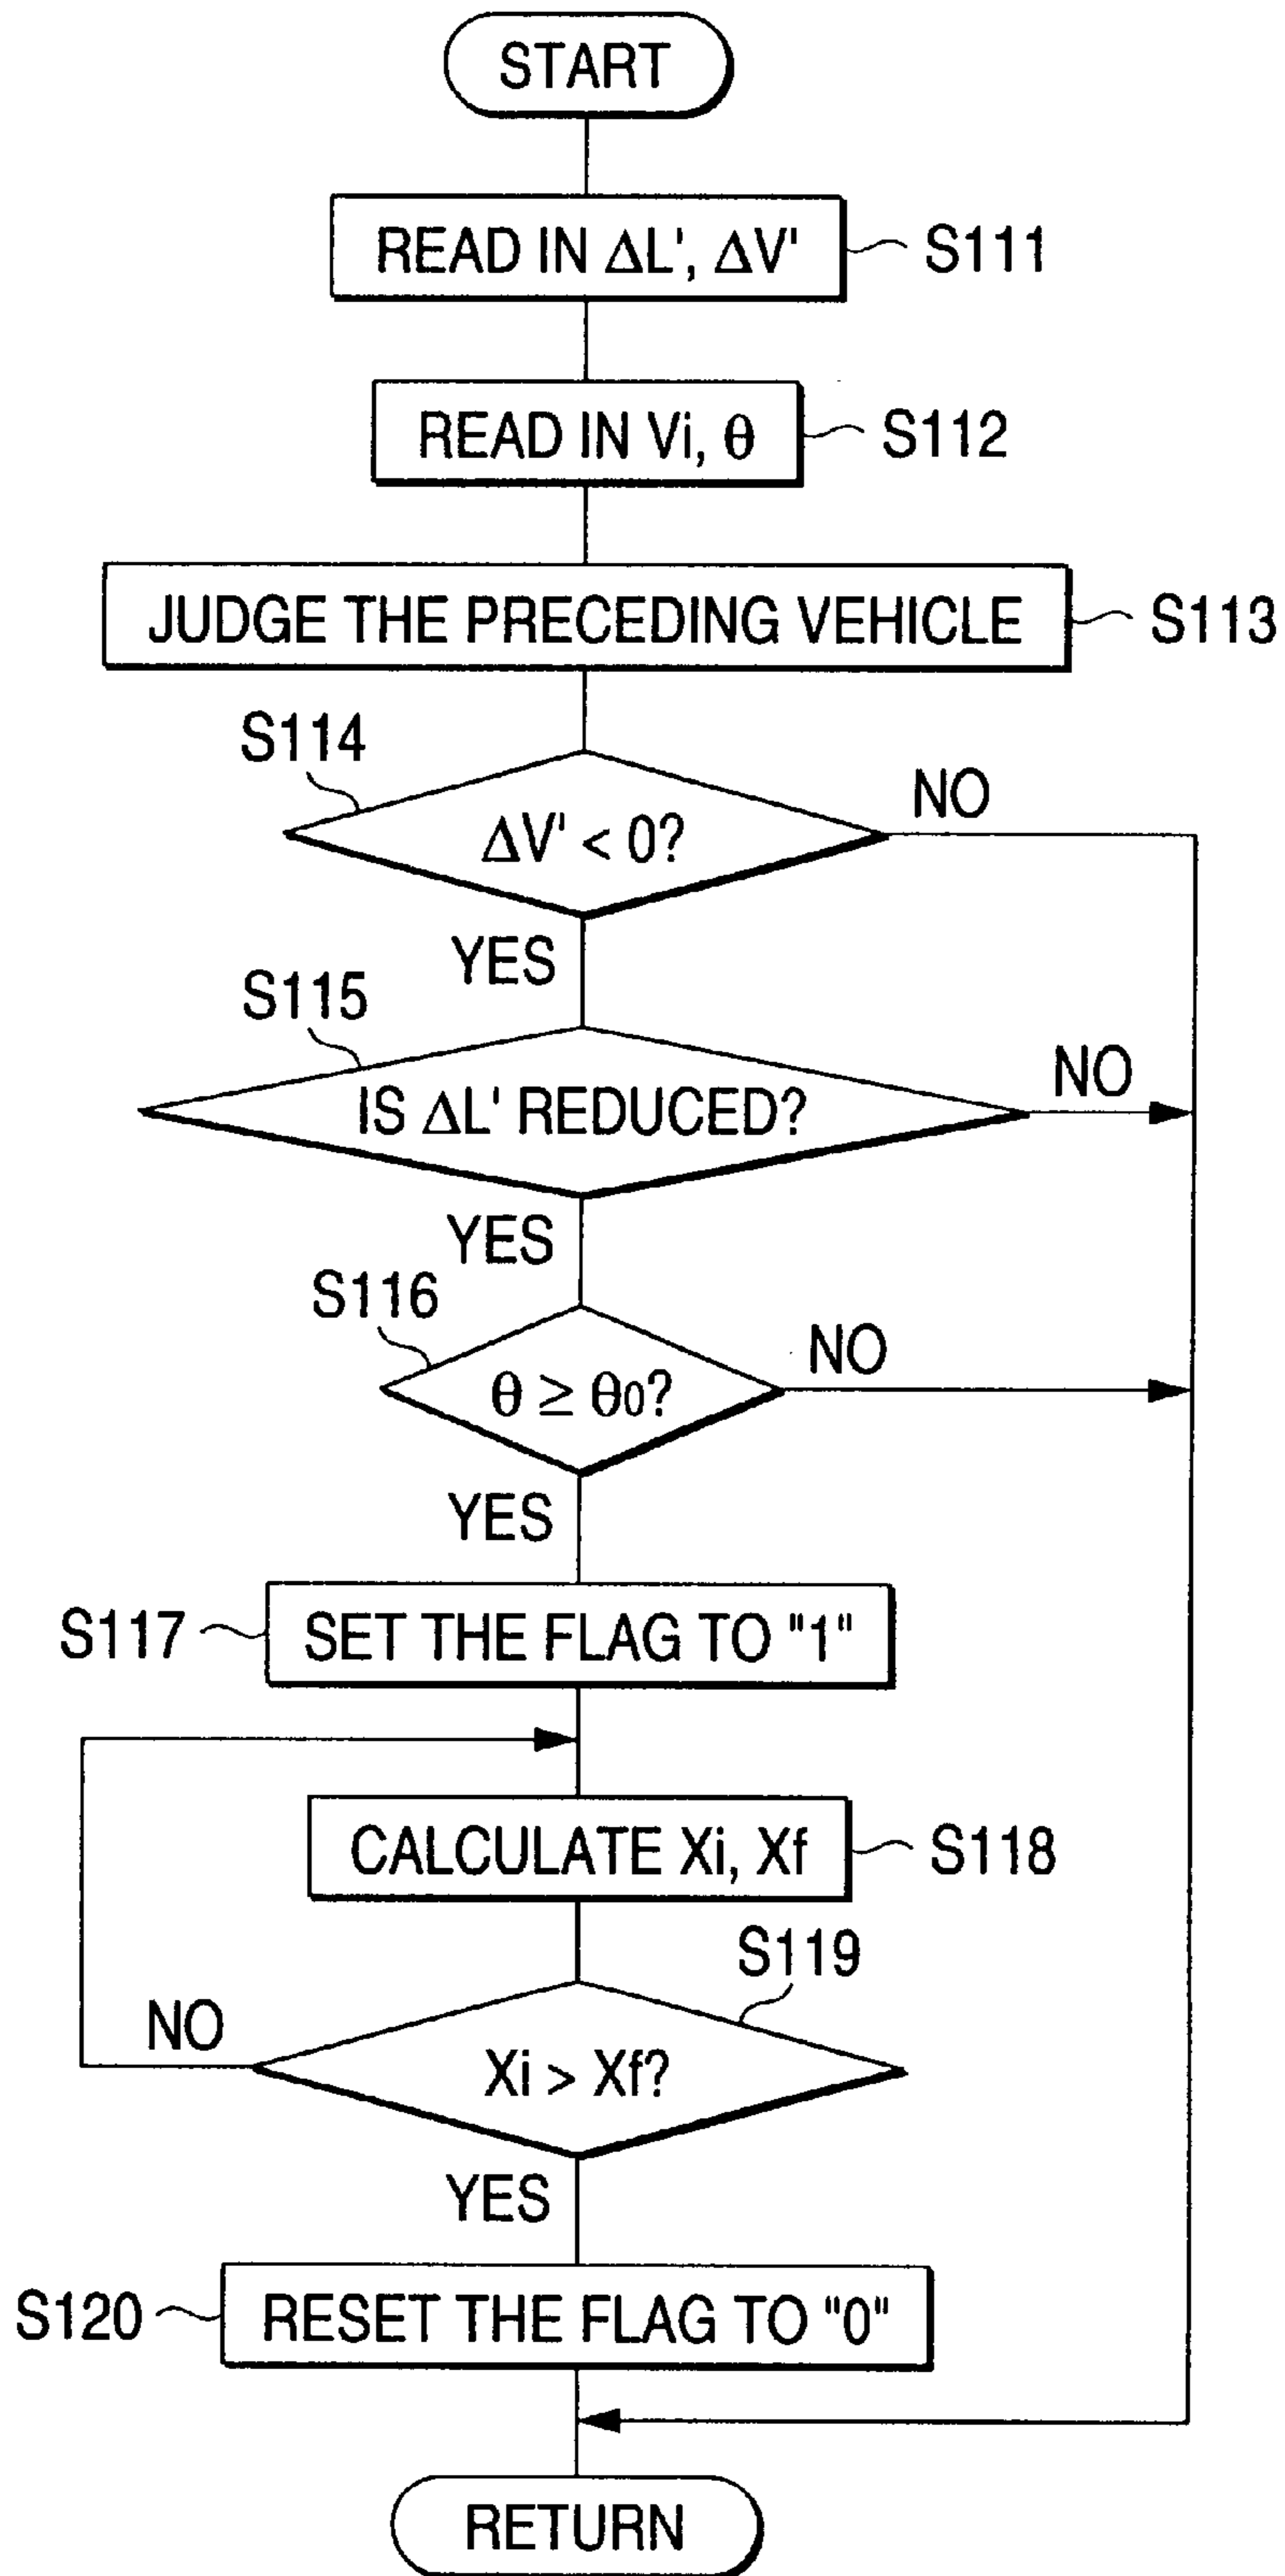 START
READ IN ΔL', ΔV'
S111
READ IN Vi, θ
S112
JUDGE THE PRECEDING VEHICLE
S113
S114
ΔV' < 0?
NO
YES
S115
IS ΔL' REDUCED?
NO
YES
S116
θ ≥ θ0?
NO
YES
S117
SET THE FLAG TO "1"
CALCULATE Xi, Xf
S118
S119
Xi > Xf?
NO
YES
S120
RESET THE FLAG TO "0"
RETURN